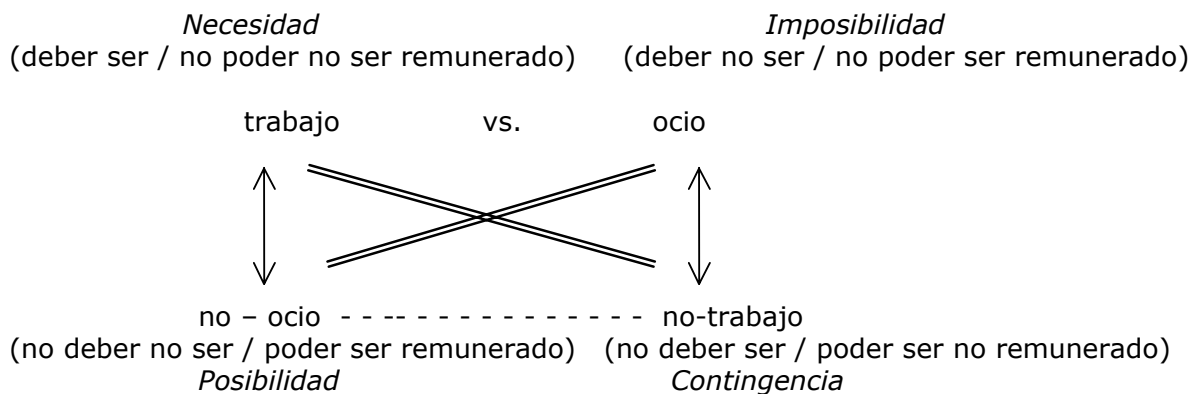 Necesidad Imposibilidad
(deber ser / no poder no ser remunerado) (deber no ser / no poder ser remunerado)
trabajo vs. ocio
no – ocio - - -- - - - - - - - - - - - - no-trabajo
(no deber no ser / poder ser remunerado) (no deber ser / poder ser no remunerado)
Posibilidad Contingencia